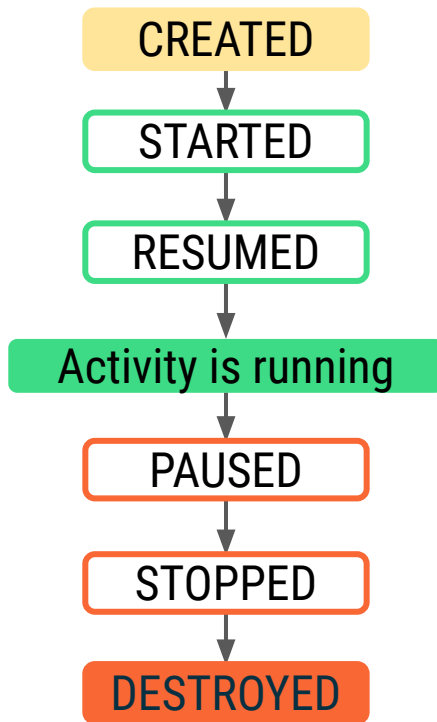 CREATED
STARTED
RESUMED
Activity is running
PAUSED
STOPPED
DESTROYED